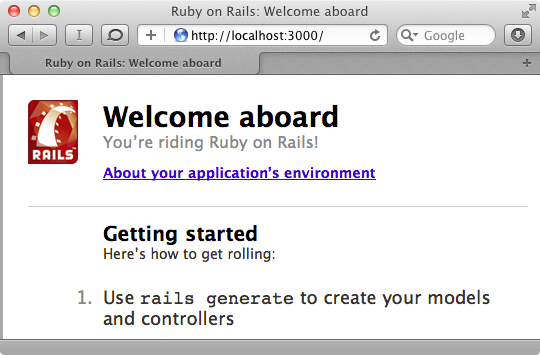 Ruby on Rails: Welcome aboard
http://localhost:3000/
Google
Ruby on Rails: Welcome aboard
RAILS
Welcome aboard
You're riding Ruby on Rails!
About your application's environment
Getting started
Here's how to get rolling:
1. Use rails generate to create your models
and controllers